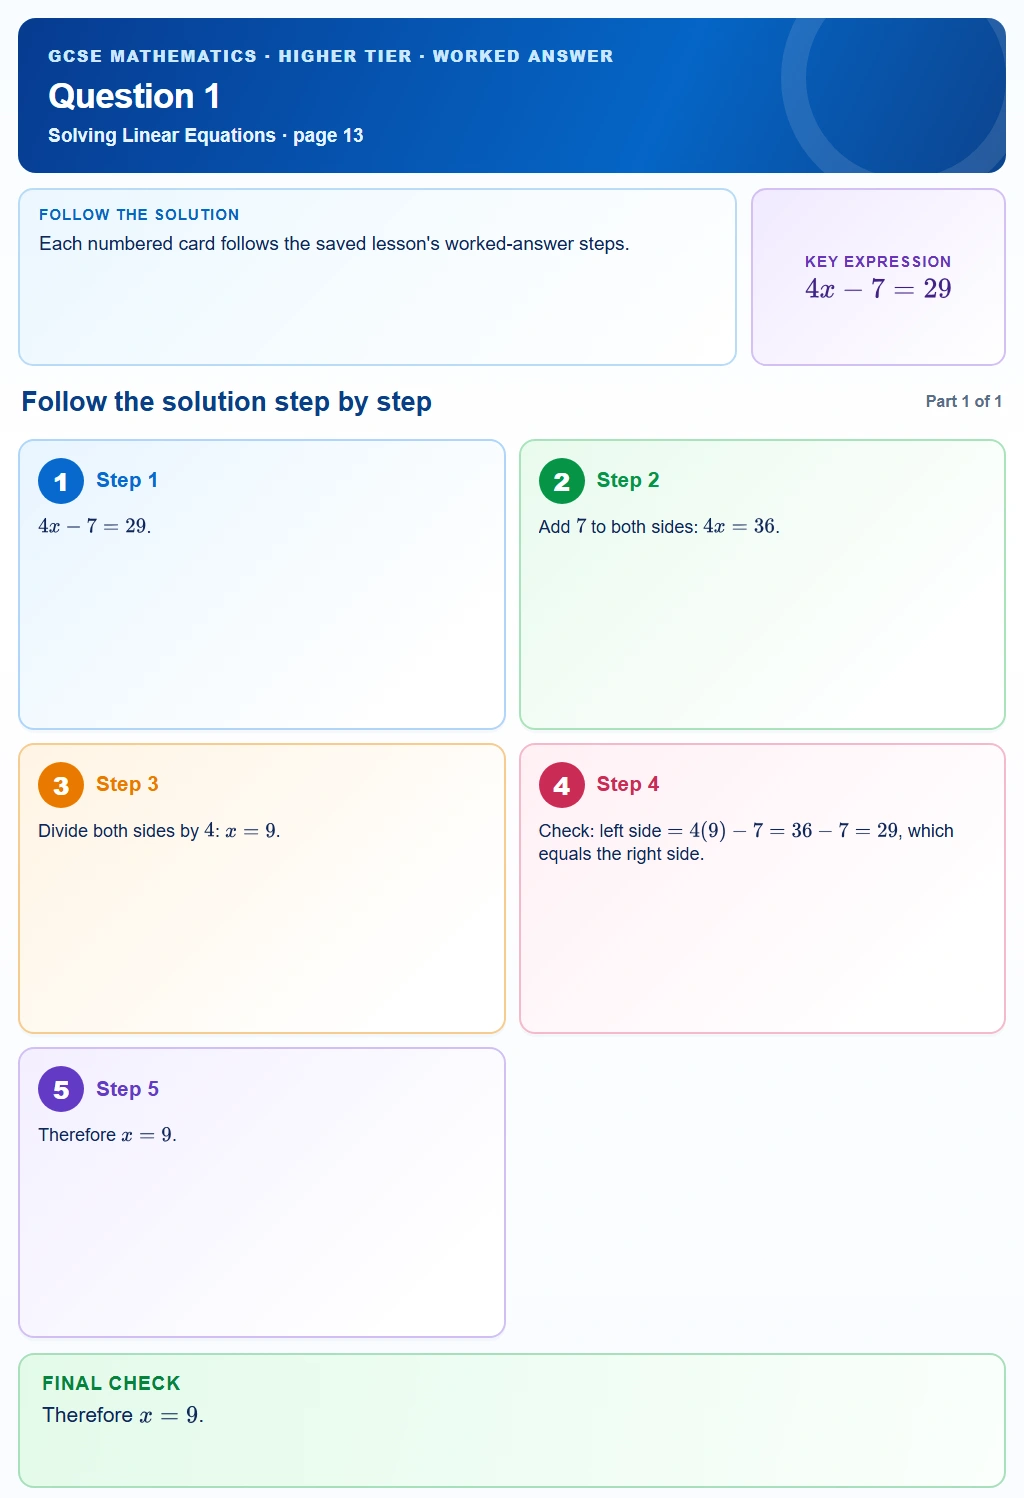 GCSE MATHEMATICS · HIGHER TIER · WORKED ANSWER
Question 1
Solving Linear Equations · page 13
FOLLOW THE SOLUTION
Each numbered card follows the saved lesson's worked-answer steps.
KEY EXPRESSION
4x − 7 = 29
Follow the solution step by step
Part 1 of 1
1 Step 1
4x − 7 = 29.
2 Step 2
Add 7 to both sides: 4x = 36.
3 Step 3
Divide both sides by 4: x = 9.
4 Step 4
Check: left side = 4(9) − 7 = 36 − 7 = 29, which
equals the right side.
5 Step 5
Therefore x = 9.
FINAL CHECK
Therefore x = 9.